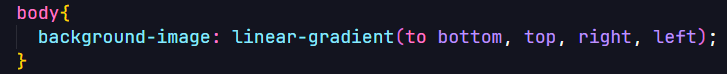 body{
background-image: linear-gradient(to bottom, top, right, left);
}